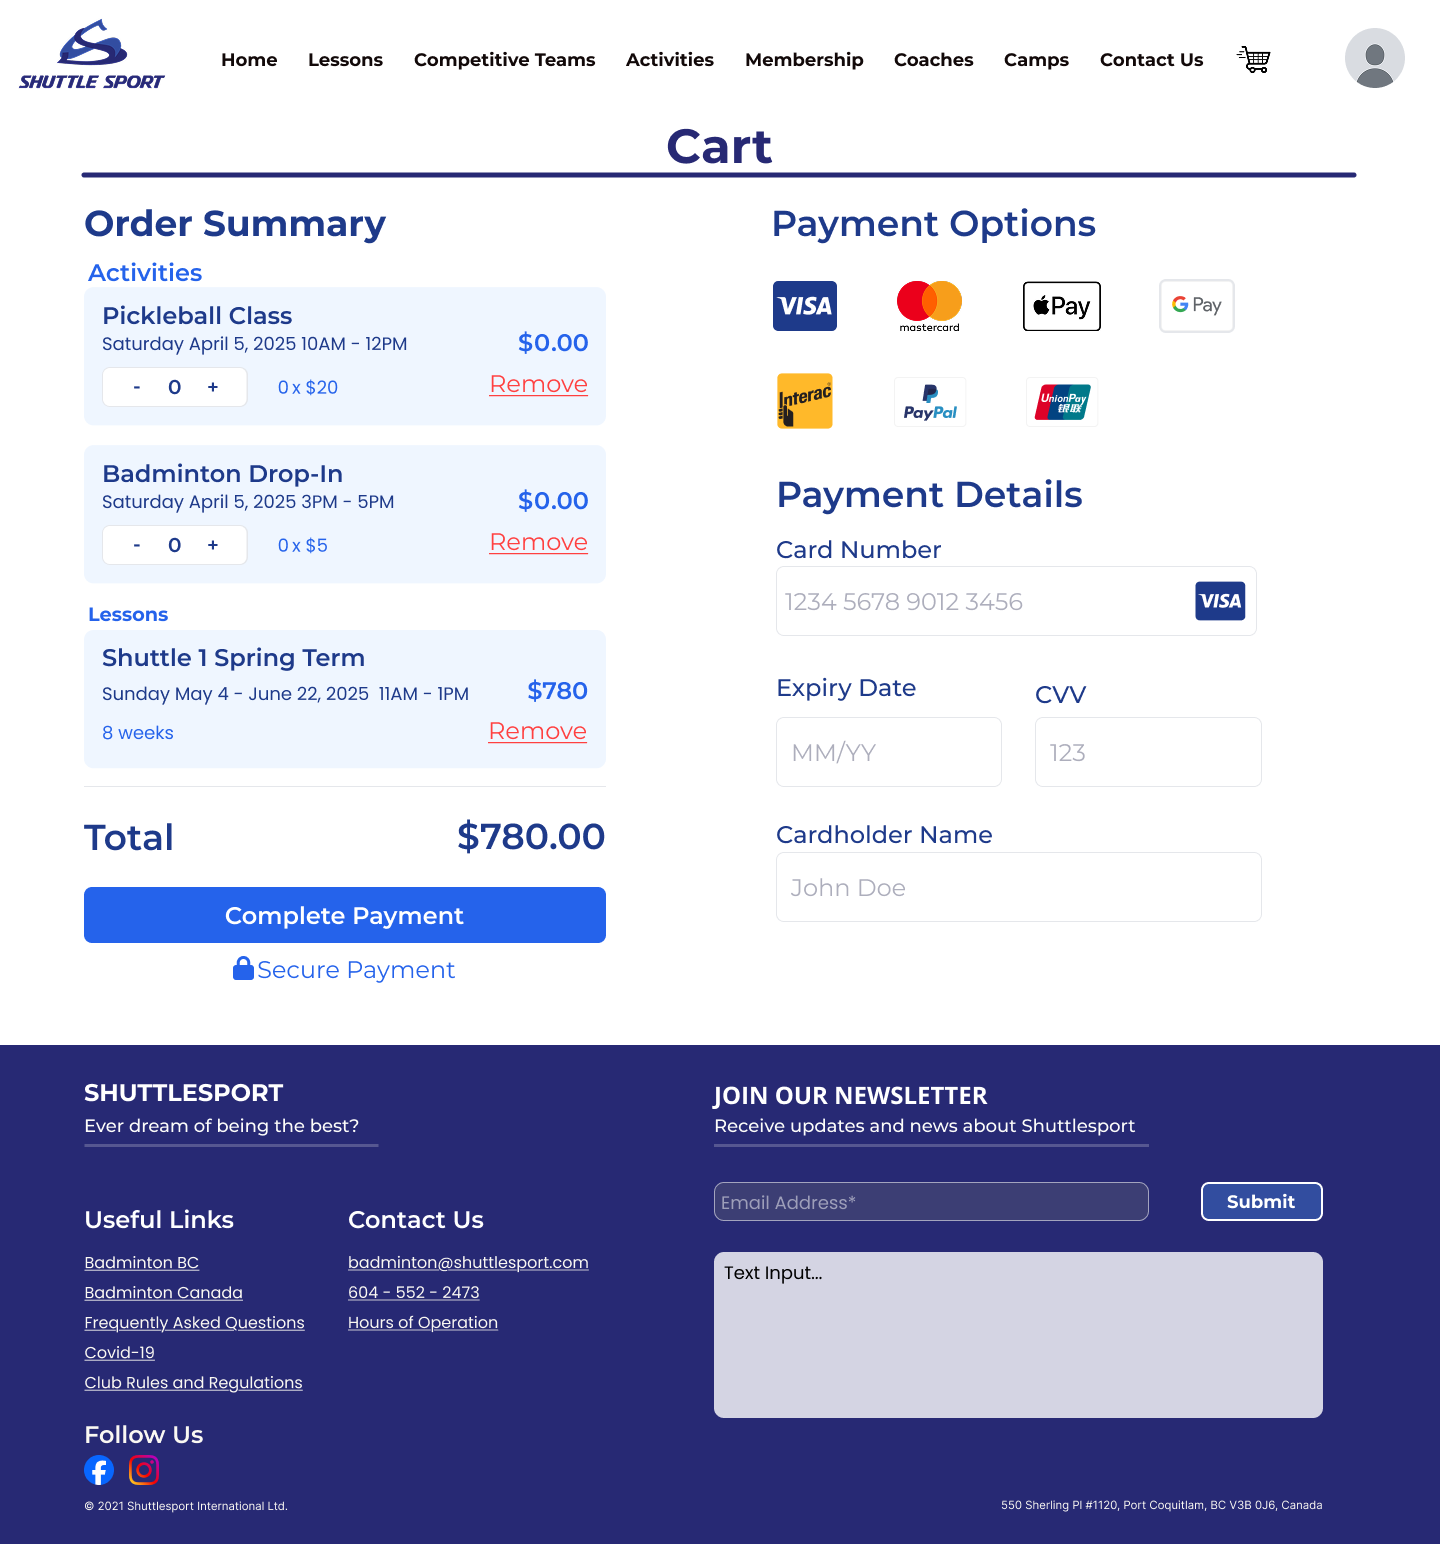 SHUTTLE SPORT
Home Lessons Competitive Teams Activities Membership Coaches Camps Contact Us
Cart
Order Summary
Activities
Pickleball Class
Saturday April 5, 2025 10AM - 12PM
$0.00
- 0 +
0 x $20
Remove
Badminton Drop-In
Saturday April 5, 2025 3PM - 5PM
$0.00
- 0 +
0 x $5
Remove
Lessons
Shuttle 1 Spring Term
Sunday May 4 - June 22, 2025 11AM - 1PM
$780
8 weeks
Remove
Total
$780.00
Complete Payment
Secure Payment
Payment Options
VISA
mastercard
Pay
G Pay
Interac
PayPal
UnionPay
银联
Payment Details
Card Number
1234 5678 9012 3456
VISA
Expiry Date
MM/YY
CVV
123
Cardholder Name
John Doe
SHUTTLESPORT
Ever dream of being the best?
Useful Links
Badminton BC
Badminton Canada
Frequently Asked Questions
Covid-19
Club Rules and Regulations
Contact Us
badminton@shuttlesport.com
604 - 552 - 2473
Hours of Operation
Follow Us
© 2021 Shuttlesport International Ltd.
JOIN OUR NEWSLETTER
Receive updates and news about Shuttlesport
Email Address*
Submit
Text Input...
550 Sherling Pl #1120, Port Coquitlam, BC V3B 0J6, Canada